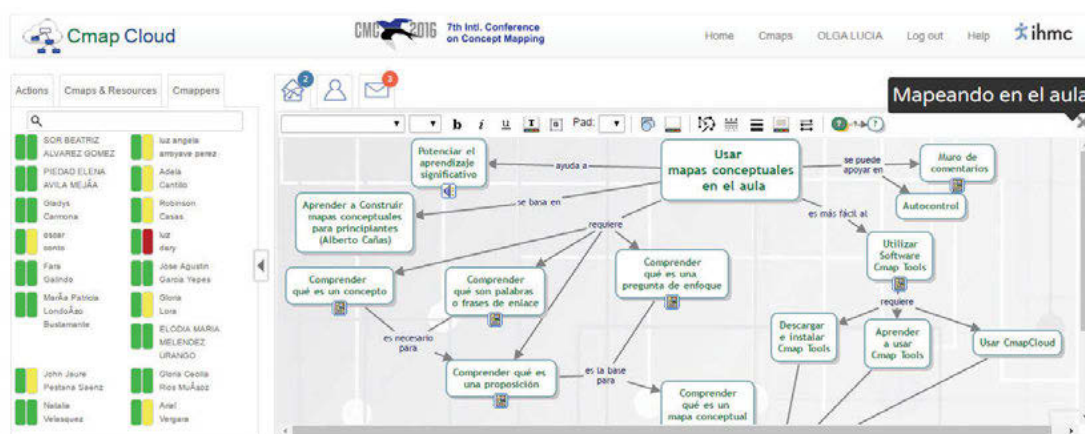 Cmap Cloud
CMC 2016
7th Intl. Conference
on Concept Mapping
Home
Cmaps
OLGA LUCIA
Log out
Help
ihmc
Actions
Cmaps & Resources
Cmappers
2
3
Mapeando en el aula
b i u T Pad:
SOR BEATRIZ
ALVAREZ GOMEZ
luz angela
arroyave perez
PIEDAD ELENA
AVILA MEJÃA
Adela
Cantillo
Gladys
Carmona
Robinson
Casas
oscar
conto
luz
dary
Fara
Galindo
Jose Agustin
Garcia Yepes
MarÃa Patricia
LondoÃ±o
Bustamante
Gloria
Lora
ELODIA MARIA
MELENDEZ
URANGO
John Jaure
Pestana Saenz
Gloria Cecilia
Natalia
Velasquez
Ariel
Vergara
Potenciar el
aprendizaje
significativo
ayuda a
Usar
mapas conceptuales
en el aula
se puede
apoyar en
Muro de
comentarios
Autocontrol
Aprender a Construir
mapas conceptuales
para principiantes
(Alberto Cañas)
se basa en
requiere
es más fácil al
Utilizar
Software
Cmap Tools
Comprender
qué es un concepto
Comprender
qué son palabras
o frases de enlace
Comprender
qué es una
pregunta de enfoque
requiere
es necesario
para
Descargar
e instalar
Cmap Tools
Aprender
a usar
Cmap Tools
Usar CmapCloud
Comprender qué es
una proposición
es la base
para
Comprender
qué es un
mapa conceptual